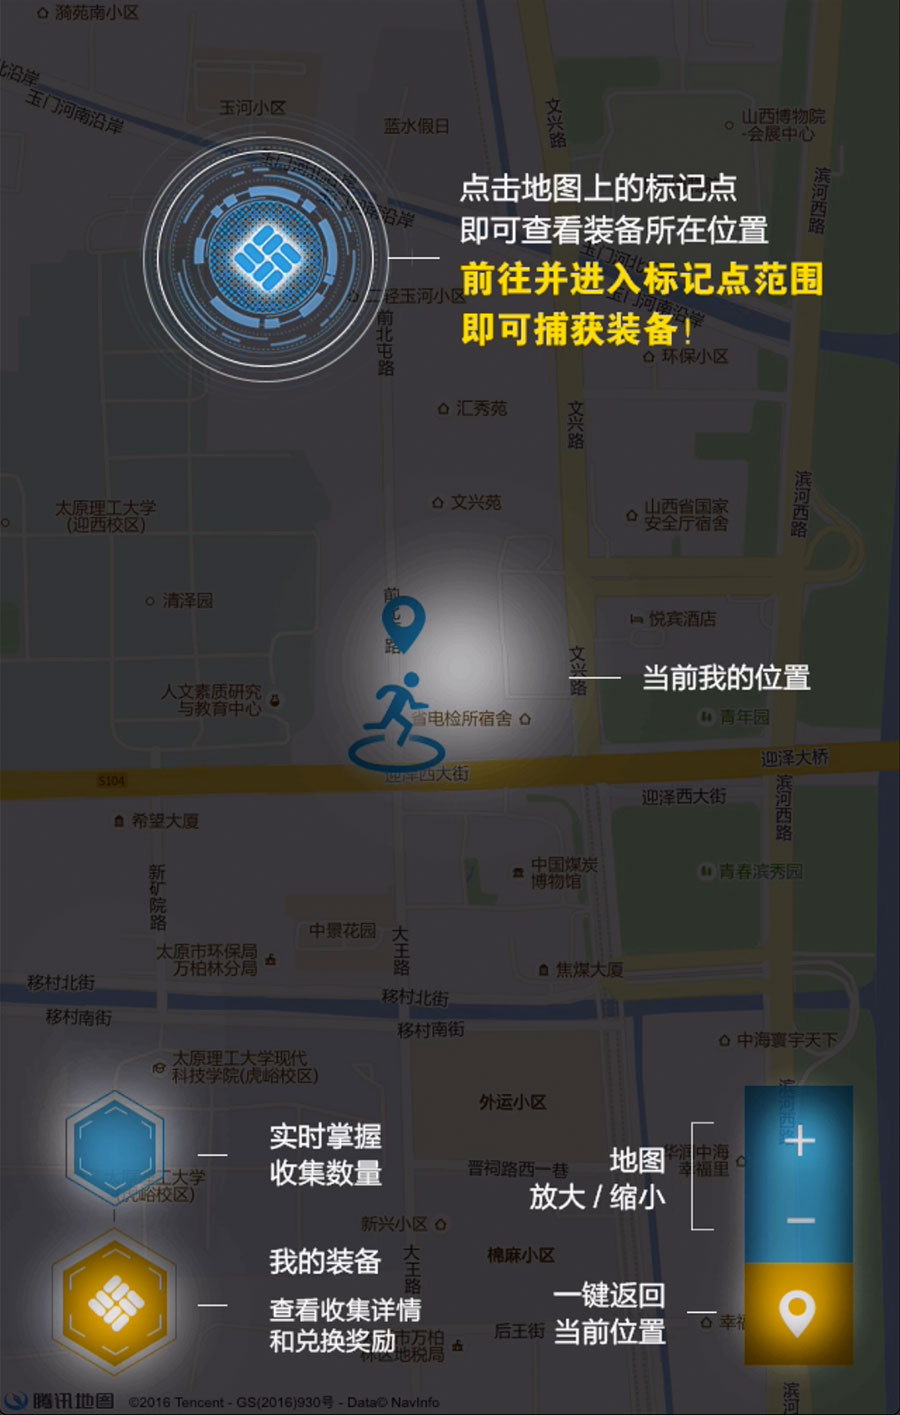 漪苑南小区
北沿岸
玉门河南沿岸
玉河小区
蓝水假日
文兴路
山西博物院
-会展中心
滨河西路
点击地图上的标记点
即可查看装备所在位置
前往并进入标记点范围
即可捕获装备!
二轻玉河小区
前北屯路
环保小区
汇秀苑
文兴路
文兴苑
太原理工大学
(迎西校区)
山西省国家
安全厅宿舍
滨河西路
清泽园
悦宾酒店
文兴路
当前我的位置
人文素质研究
与教育中心
省电检所宿舍
青年园
迎泽大桥
S104
迎泽西大街
迎泽西大街
滨河西路
希望大厦
新矿院路
中国煤炭
博物馆
青春滨秀园
中景花园
大王路
太原市环保局
万柏林分局
焦煤大厦
移村北街
移村北街
移村南街
移村南街
中海寰宇天下
太原理工大学现代
科技学院(虎峪校区)
外运小区
实时掌握
收集数量
晋祠路西一巷
地图
放大 / 缩小
华润中海
幸福里
新兴小区
大王路
棉麻小区
我的装备
查看收集详情
和兑换奖励
一键返回
当前位置
后王街
滨河
腾讯地图
©2016 Tencent - GS(2016)930号 - Data© NavInfo